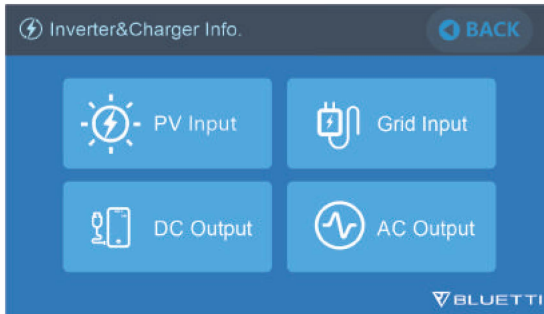 Inverter&Charger Info.
BACK
PV Input
Grid Input
DC Output
AC Output
BLUETTI